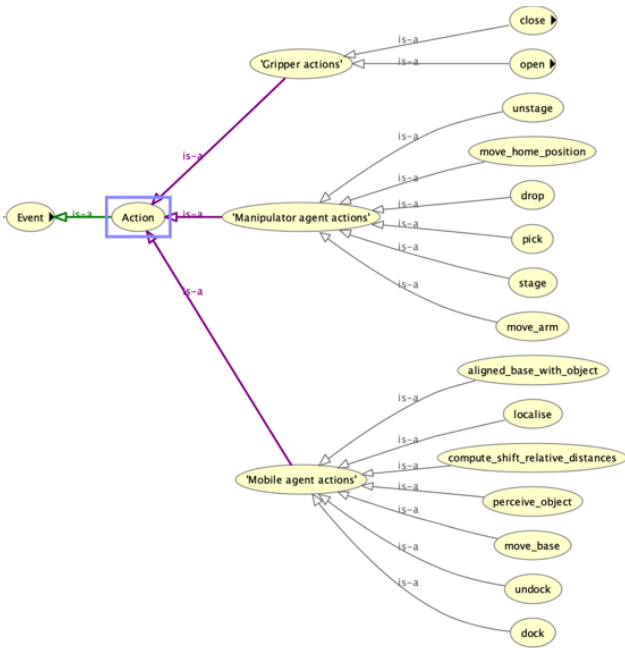 close
is-a
'Gripper actions'
is-a
open
unstage
is-a
move_home_position
is-a
is-a
drop
is-a
Event
is-a
Action
is-a
'Manipulator agent actions'
is-a
pick
is-a
stage
is-a
is-a
move_arm
aligned_base_with_object
is-a
localise
is-a
compute_shift_relative_distances
is-a
'Mobile agent actions'
is-a
perceive_object
is-a
move_base
is-a
undock
is-a
dock